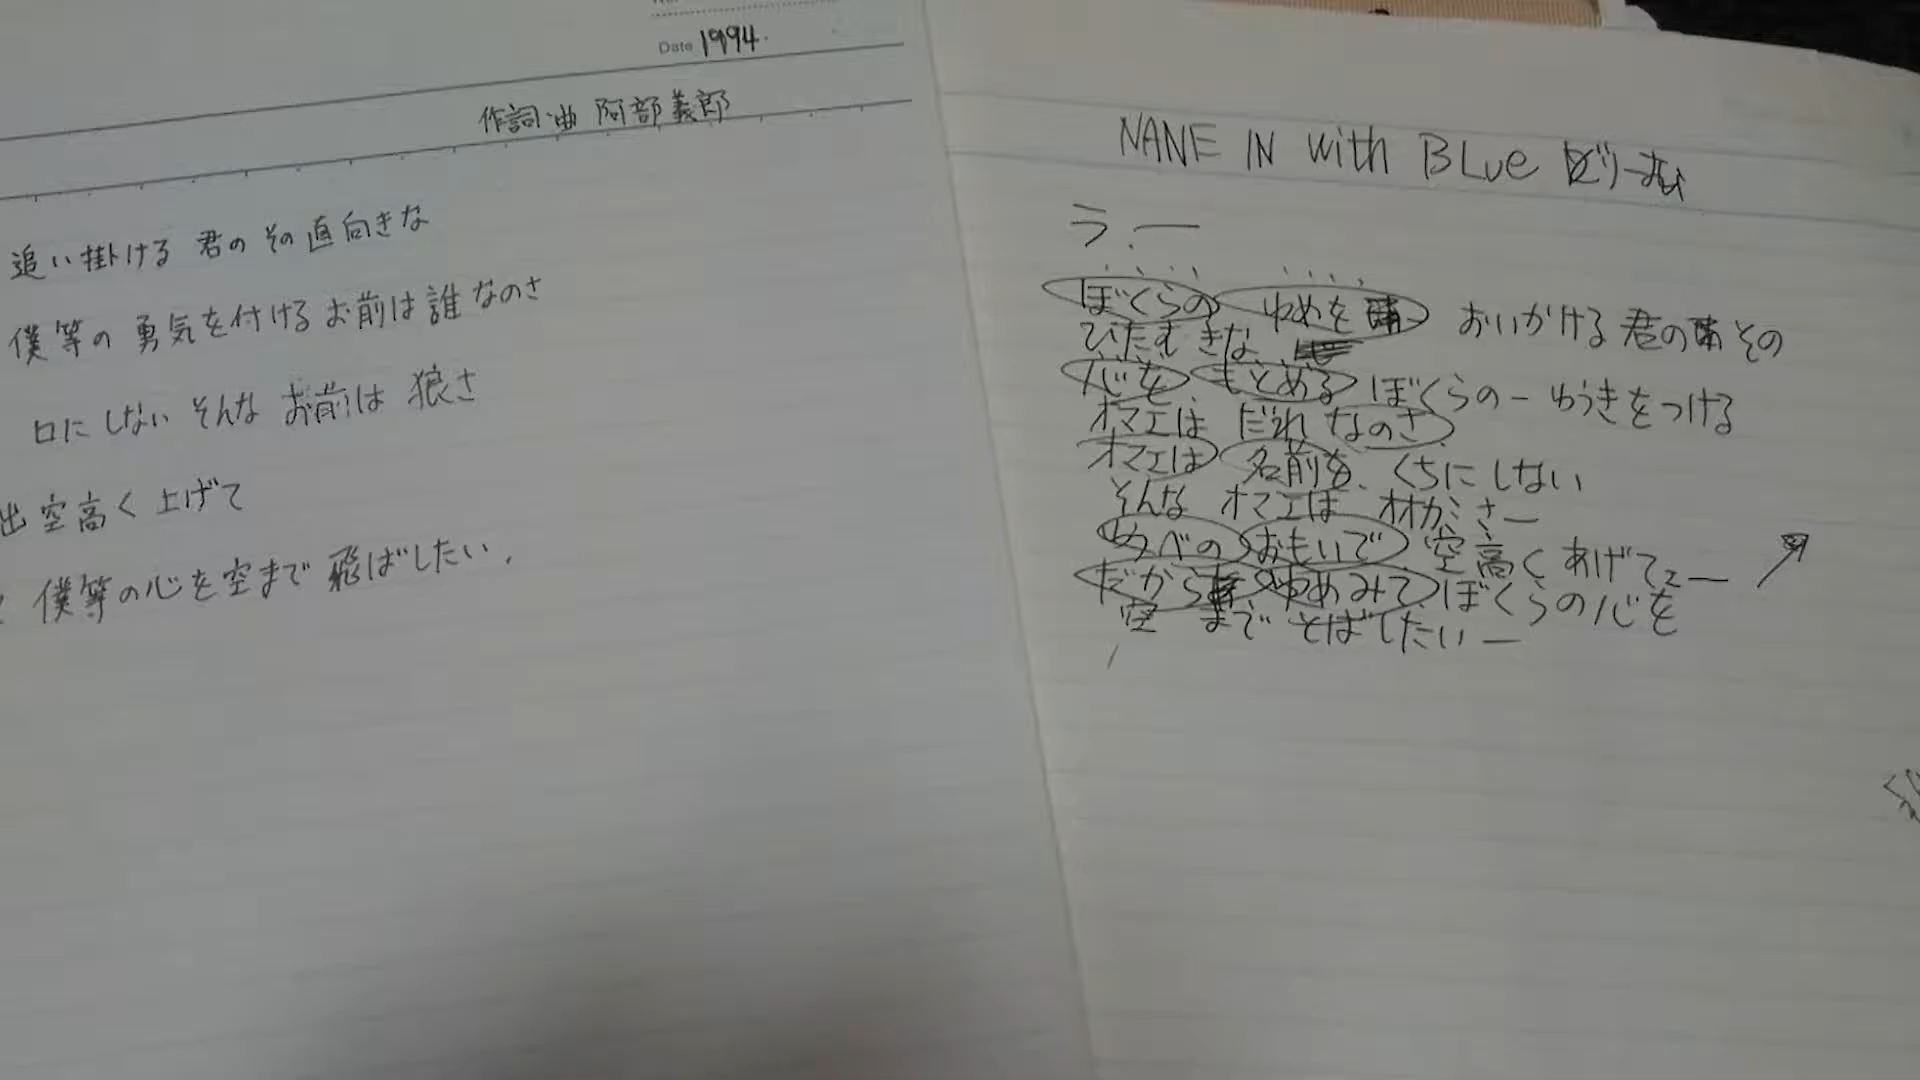 Date 1994.
作詞・曲 阿部義郎
追い掛ける 君の その直向きな
僕等の 勇気を付ける お前は誰なのさ
口にしない そんな お前は 狼さ
出 空高く 上げて
僕等の心を空まで 飛ばしたい.
NANE IN with BLue どりーむ
ラ.ー
ぼくらの ゆめを おいかける 君の その
ひたむきな
心を もとめる ぼくらのー ゆうきをつける
オマエは だれ なのさ
オマエは 名前を、くちにしない
そんな オマエは オオカミさー
ゆうべの おもいで 空高く あげてェー
だから ゆめみて ぼくらの心を
空 まで とばしたいー